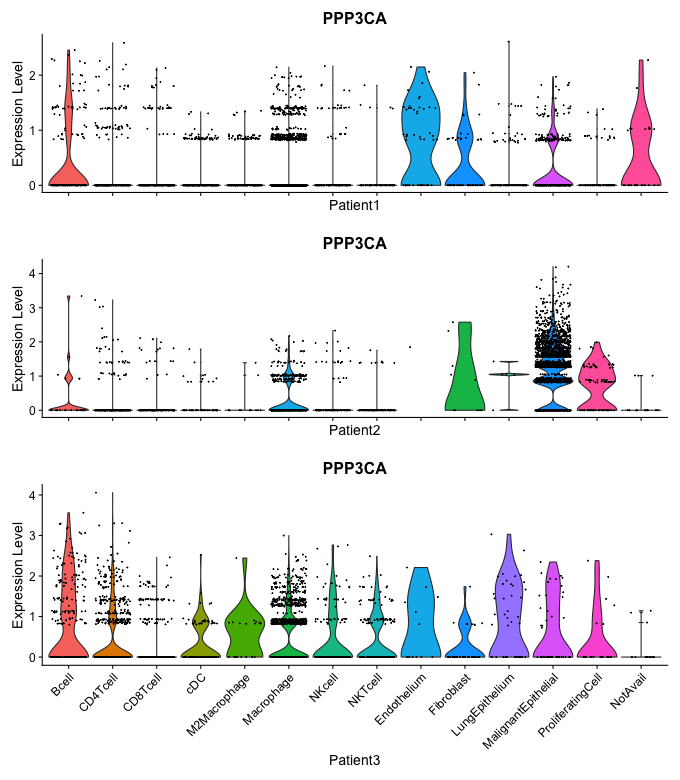 PPP3CA
Expression Level
2
1
0
Patient1
PPP3CA
Expression Level
4
3
2
1
0
Patient2
PPP3CA
Expression Level
4
3
2
1
0
Bcell
CD4Tcell
CD8Tcell
cDC
M2Macrophage
Macrophage
NKcell
NKTcell
Endothelium
Fibroblast
LungEpithelium
MalignantEpithelial
ProliferatingCell
NotAvail
Patient3